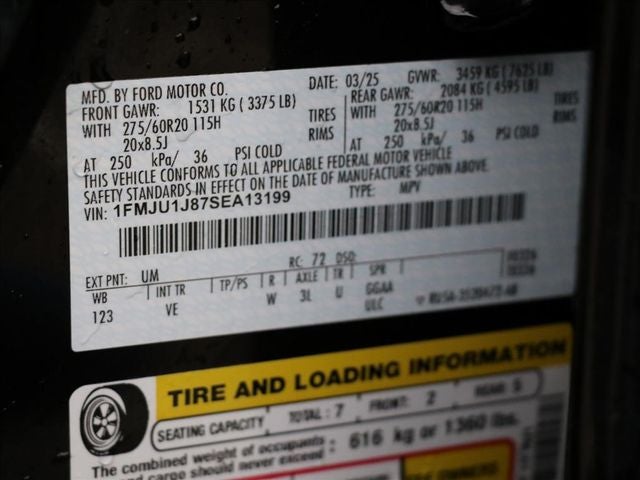 MFD. BY FORD MOTOR CO.
DATE: 03/25 GVWR: 3459 KG ( 7625 LB)
FRONT GAWR: 1531 KG ( 3375 LB)
REAR GAWR: 2084 KG ( 4595 LB)
WITH 275/60R20 115H TIRES
WITH 275/60R20 115H TIRES
20x8.5J RIMS
20x8.5J RIMS
AT 250 kPa/ 36 PSI COLD
AT 250 kPa/ 36 PSI COLD
THIS VEHICLE CONFORMS TO ALL APPLICABLE FEDERAL MOTOR VEHICLE
SAFETY STANDARDS IN EFFECT ON THE DATE OF MANUFACTURE SHOWN ABOVE.
VIN: 1FMJU1J87SEA13199 TYPE: MPV
EXT PNT: UM RC: 72 DSO:
WB INT TR TP/PS R AXLE TR SPR
123 VE W 3L U GGAA
ULC
TIRE AND LOADING INFORMATION
SEATING CAPACITY TOTAL: 7 FRONT: 2 REAR: 5
The combined weight of occupants
and cargo should never exceed : 616 kg or 1360 lbs.